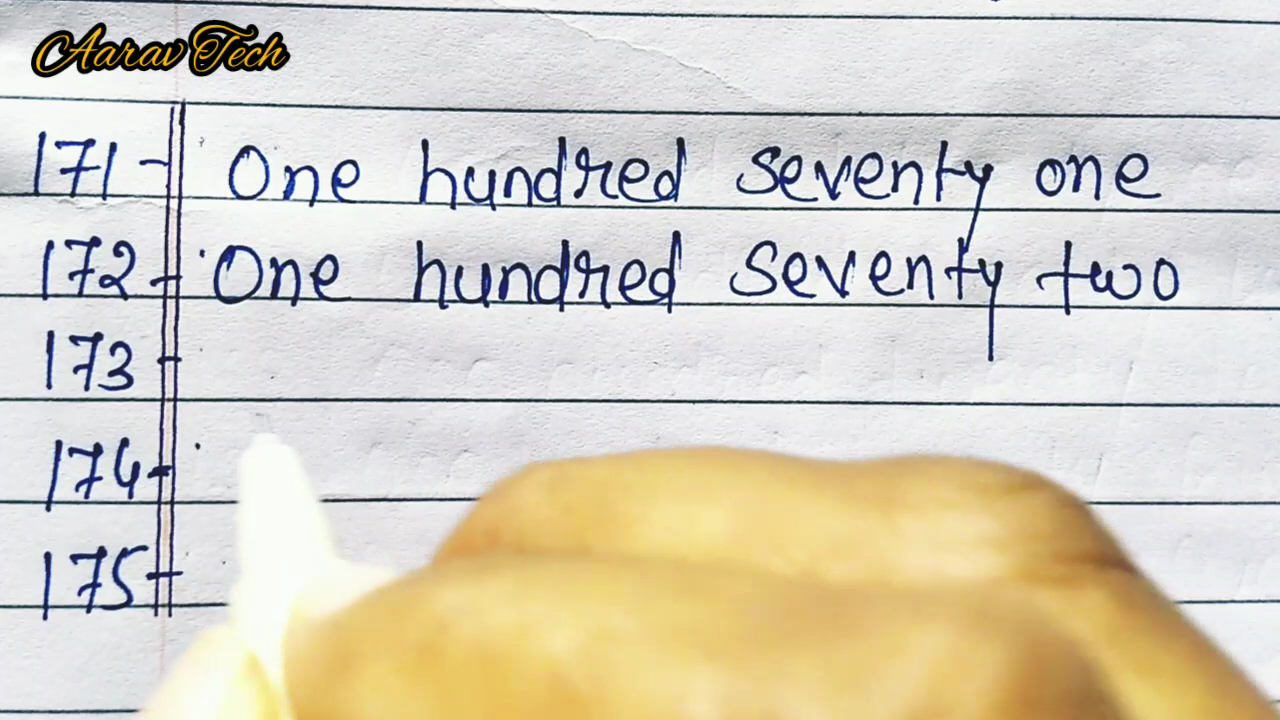 Aarav Tech
171 - One hundred seventy one
172 - One hundred seventy two
173 -
174 -
175 -